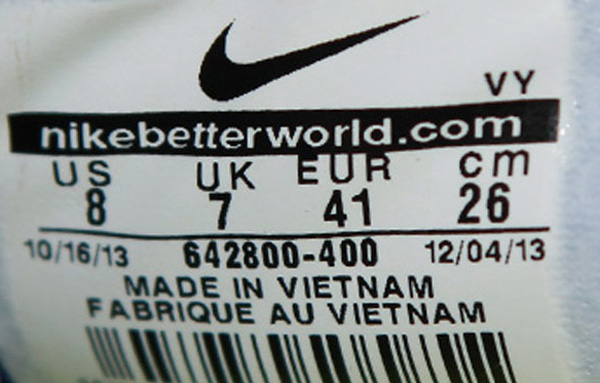 VY
nikebetterworld.com
US UK EUR cm
8 7 41 26
10/16/13 642800-400 12/04/13
MADE IN VIETNAM
FABRIQUE AU VIETNAM